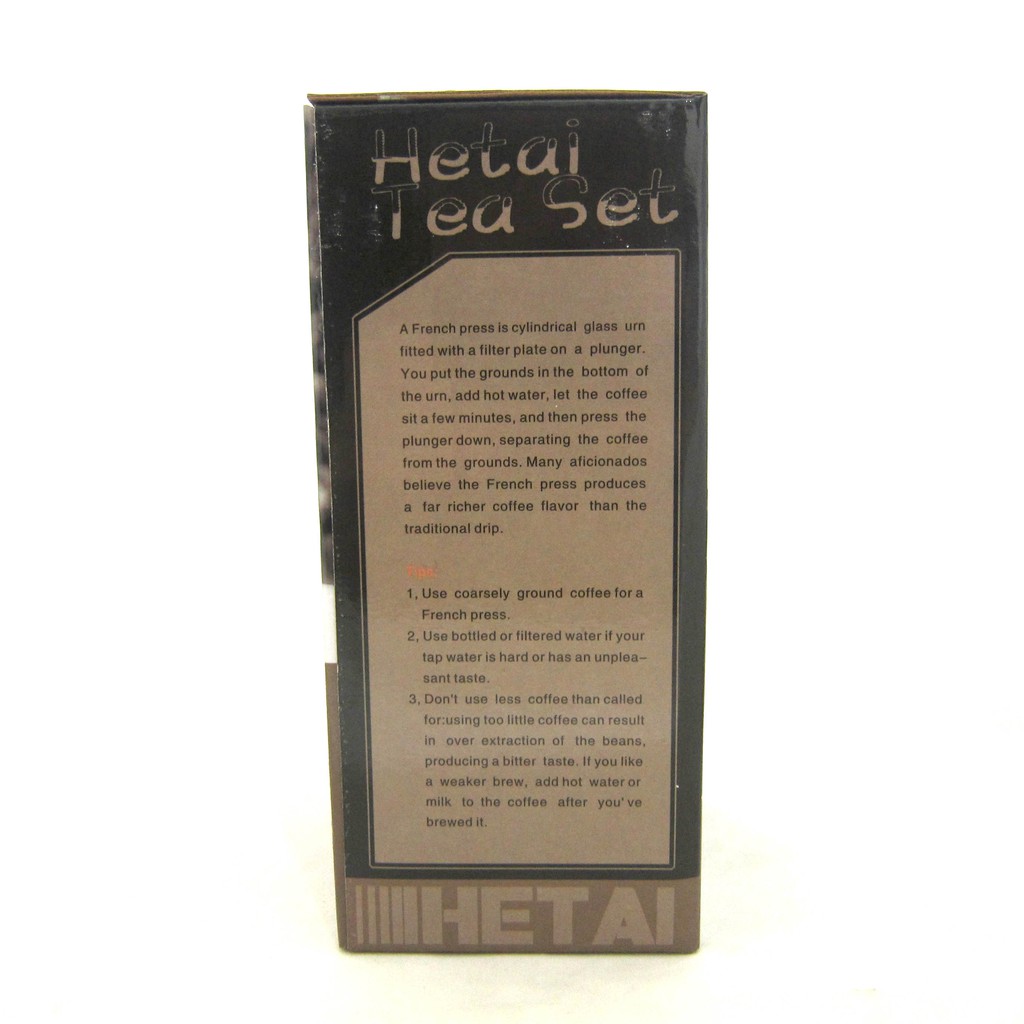 Hetai
Tea Set
A French press is cylindrical glass urn
fitted with a filter plate on a plunger.
You put the grounds in the bottom of
the urn, add hot water, let the coffee
sit a few minutes, and then press the
plunger down, separating the coffee
from the grounds. Many aficionados
believe the French press produces
a far richer coffee flavor than the
traditional drip.
Tips:
1, Use coarsely ground coffee for a
French press.
2, Use bottled or filtered water if your
tap water is hard or has an unplea-
sant taste.
3, Don't use less coffee than called
for:using too little coffee can result
in over extraction of the beans,
producing a bitter taste. If you like
a weaker brew, add hot water or
milk to the coffee after you've
brewed it.
HETAI